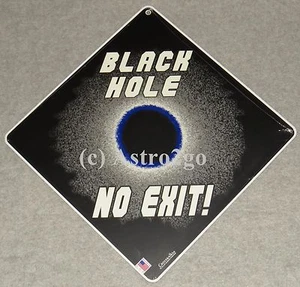 BLACK
HOLE
(c) Astro2go
NO EXIT!